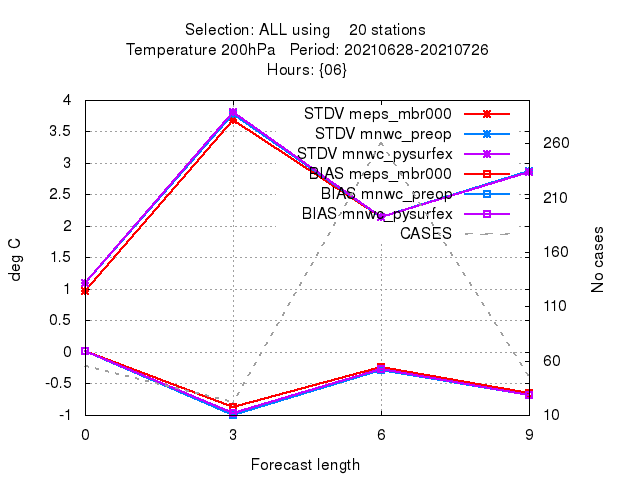 Selection: ALL using    20 stations
Temperature 200hPa   Period: 20210628-20210726
Hours: {06}
STDV meps_mbr000
STDV mnwc_preop
STDV mnwc_pysurfex
BIAS meps_mbr000
BIAS mnwc_preop
BIAS mnwc_pysurfex
CASES
deg C
4
3.5
3
2.5
2
1.5
1
0.5
0
-0.5
-1
260
210
160
110
60
10
No cases
0 3 6 9
Forecast length